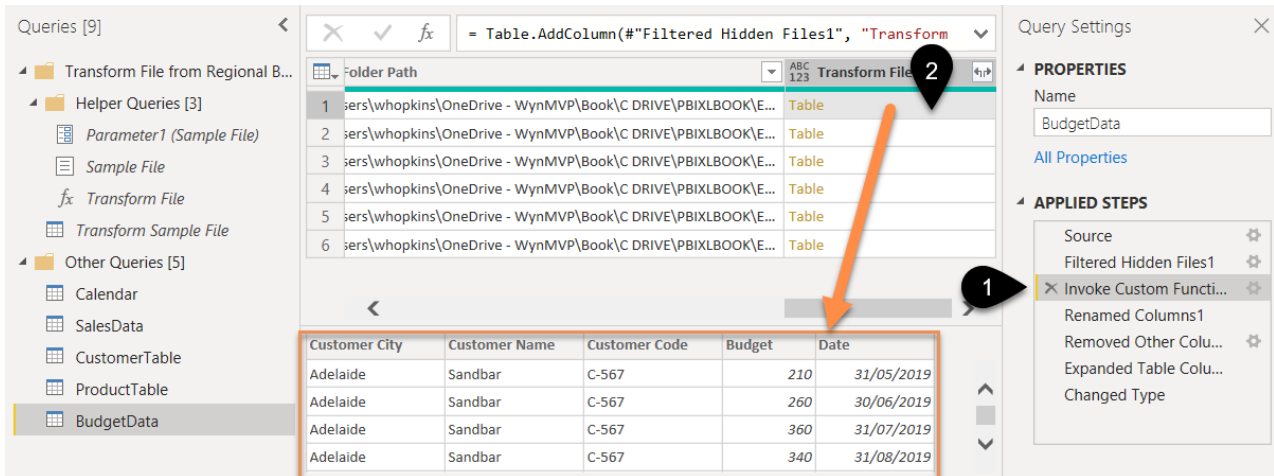 Queries [9]
Transform File from Regional B...
Helper Queries [3]
Parameter1 (Sample File)
Sample File
fx Transform File
Transform Sample File
Other Queries [5]
Calendar
SalesData
CustomerTable
ProductTable
BudgetData
fx = Table.AddColumn(#"Filtered Hidden Files1", "Transform
Folder Path ABC 123 Transform File
2
1 sers\whopkins\OneDrive - WynMVP\Book\C DRIVE\PBIXLBOOK\E... Table
2 sers\whopkins\OneDrive - WynMVP\Book\C DRIVE\PBIXLBOOK\E... Table
3 sers\whopkins\OneDrive - WynMVP\Book\C DRIVE\PBIXLBOOK\E... Table
4 sers\whopkins\OneDrive - WynMVP\Book\C DRIVE\PBIXLBOOK\E... Table
5 sers\whopkins\OneDrive - WynMVP\Book\C DRIVE\PBIXLBOOK\E... Table
6 sers\whopkins\OneDrive - WynMVP\Book\C DRIVE\PBIXLBOOK\E... Table
Customer City Customer Name Customer Code Budget Date
Adelaide Sandbar C-567 210 31/05/2019
Adelaide Sandbar C-567 260 30/06/2019
Adelaide Sandbar C-567 360 31/07/2019
Adelaide Sandbar C-567 340 31/08/2019
Query Settings
PROPERTIES
Name
BudgetData
All Properties
APPLIED STEPS
Source
Filtered Hidden Files1
1
Invoke Custom Functi...
Renamed Columns1
Removed Other Colu...
Expanded Table Colu...
Changed Type